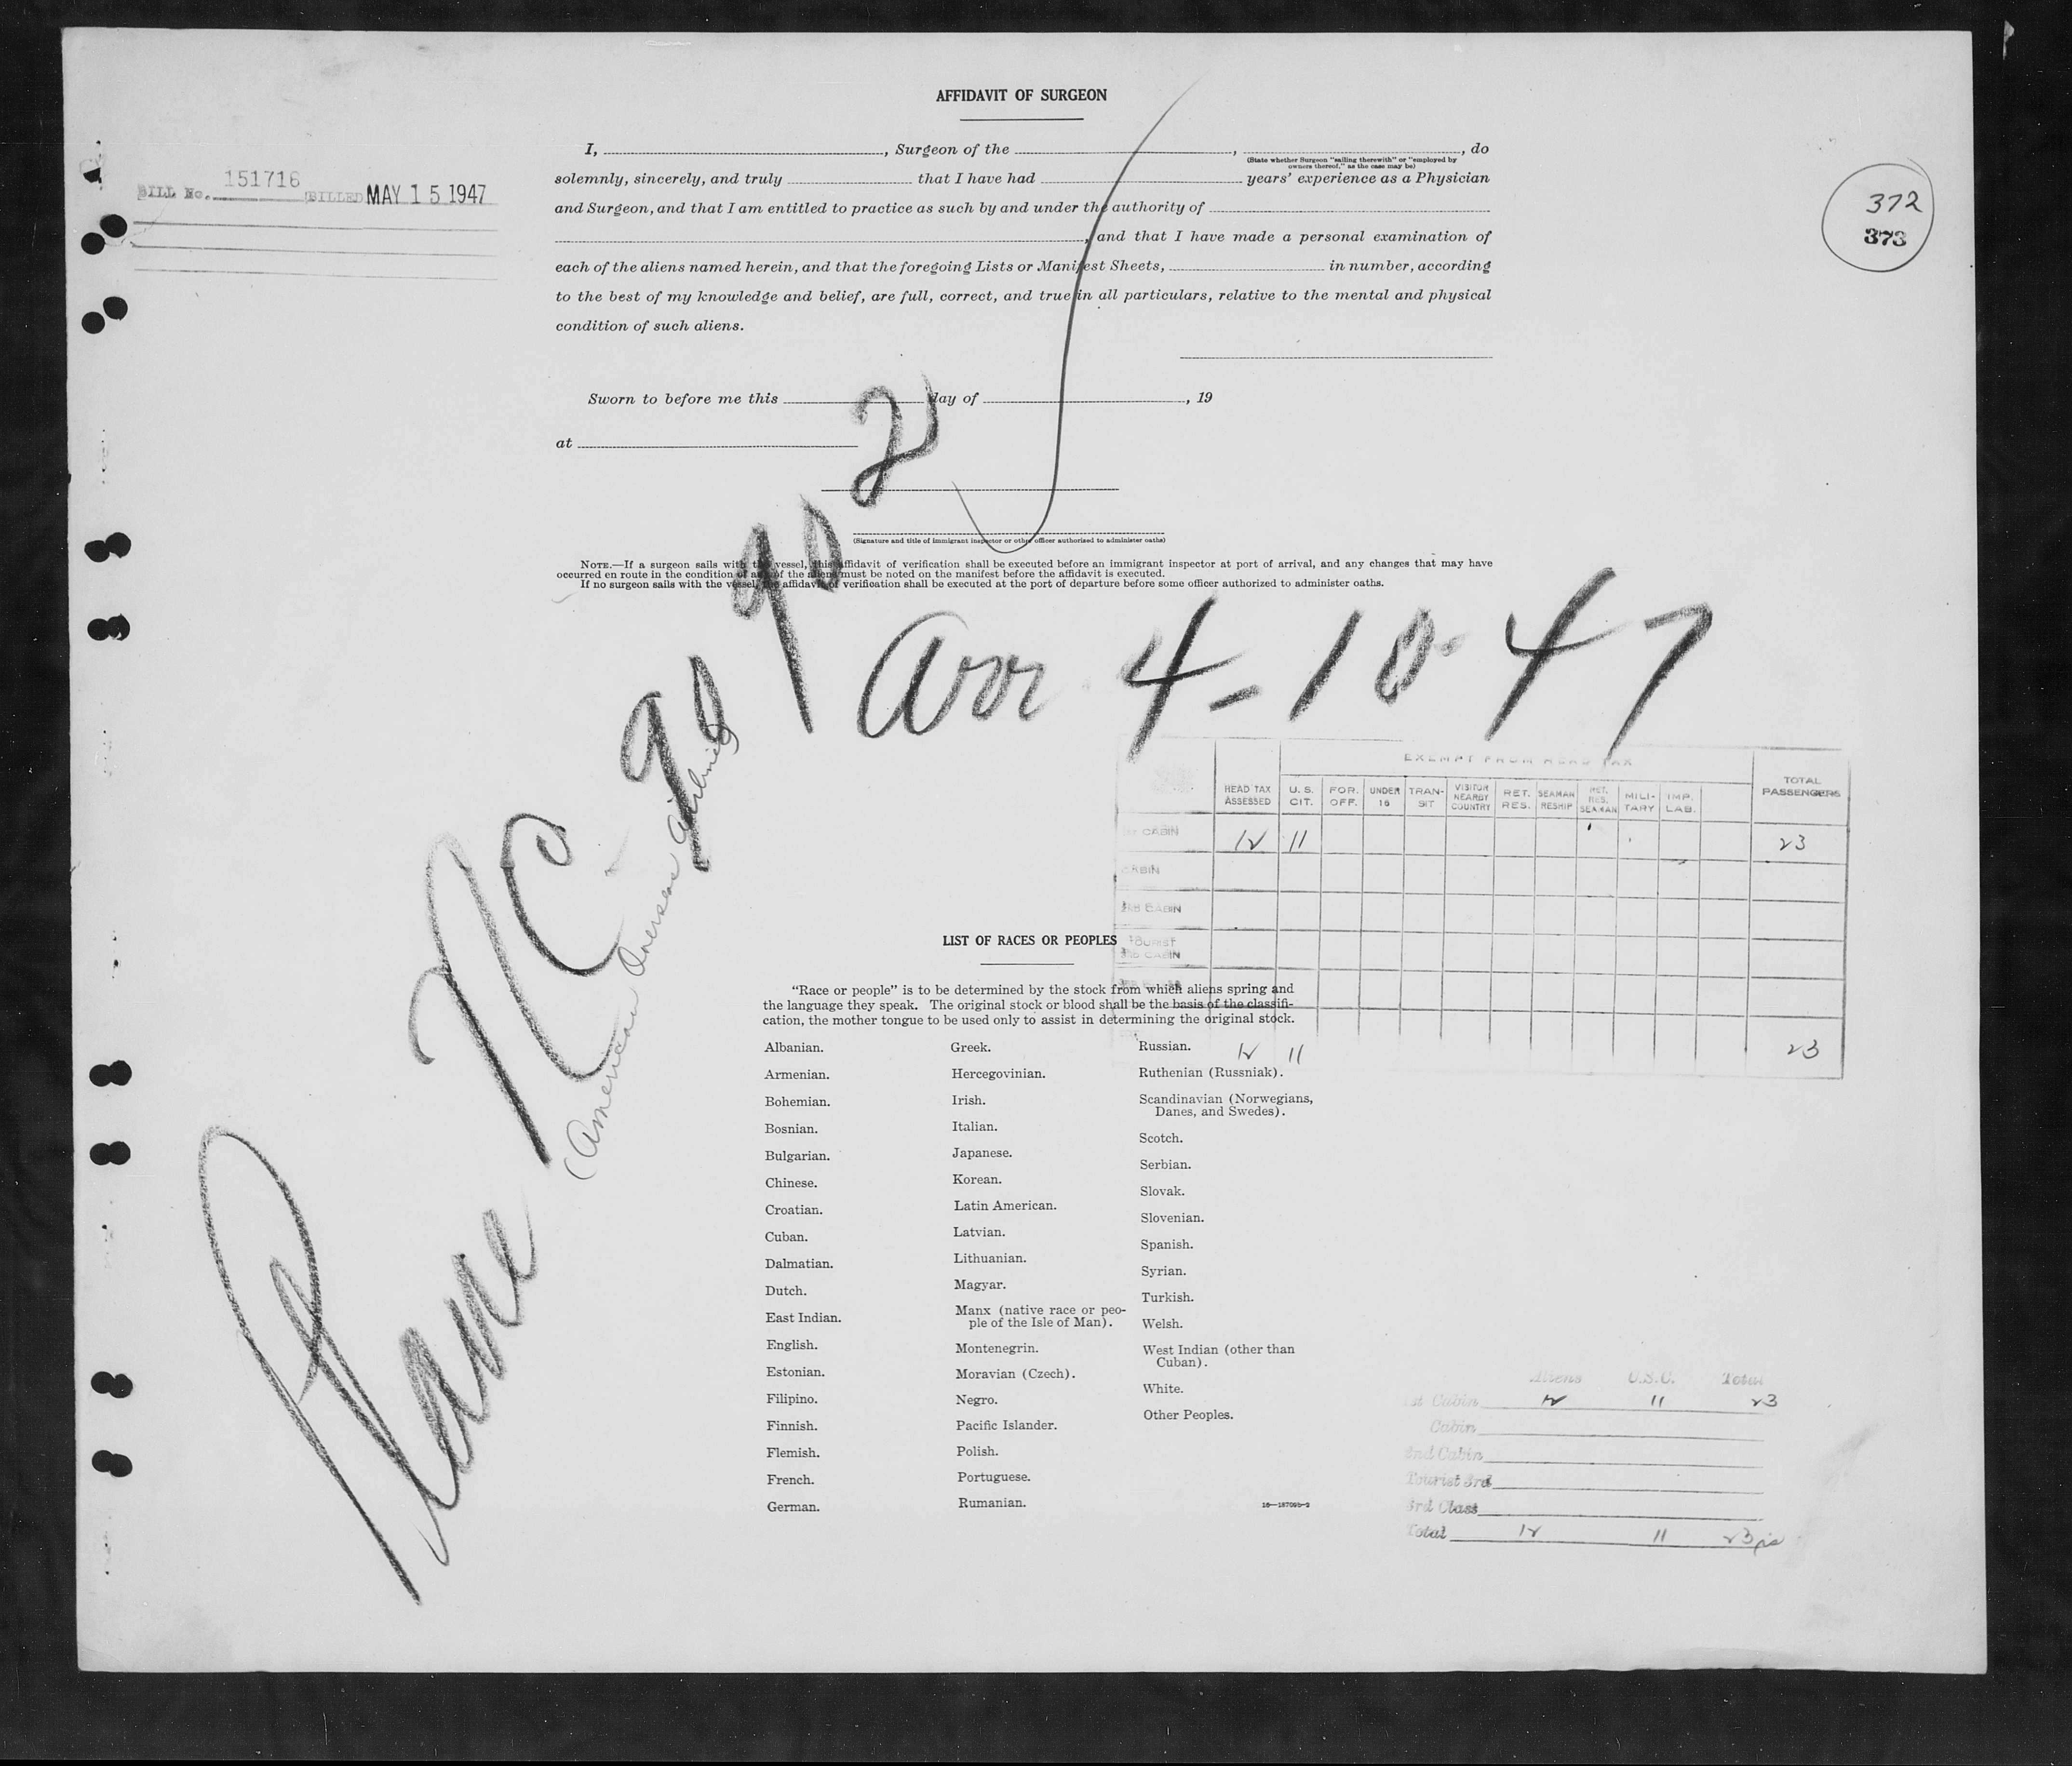 AFFIDAVIT OF SURGEON
I, , Surgeon of the , , do
(State whether Surgeon "sailing therewith" or "employed by
owners thereof," as the case may be)
solemnly, sincerely, and truly that I have had years' experience as a Physician
and Surgeon, and that I am entitled to practice as such by and under the authority of
, and that I have made a personal examination of
each of the aliens named herein, and that the foregoing Lists or Manifest Sheets, in number, according
to the best of my knowledge and belief, are full, correct, and true in all particulars, relative to the mental and physical
condition of such aliens.
Sworn to before me this day of , 19
at
(Signature and title of immigrant inspector or other officer authorized to administer oaths)
NOTE.—If a surgeon sails with the vessel, this affidavit of verification shall be executed before an immigrant inspector at port of arrival, and any changes that may have
occurred en route in the condition of any of the aliens must be noted on the manifest before the affidavit is executed.
If no surgeon sails with the vessel, the affidavit of verification shall be executed at the port of departure before some officer authorized to administer oaths.
BILL No. 151716 BILLED MAY 15 1947
372
373
Plane NC 90902
(American Overseas Airlines)
Arr 4-10-47
EXEMPT FROM HEAD TAX
HEAD TAX ASSESSED U.S. CIT. FOR. OFF. UNDER 16 TRAN-SIT VISITOR NEARBY COUNTRY RET. RES. SEAMAN RESHIP RET. RES. SEAMAN MILI-TARY IMP. LAB. TOTAL PASSENGERS
CABIN 12 11 23
CABIN
2ND CABIN
TOURIST
3RD CABIN
12 11 23
LIST OF RACES OR PEOPLES
"Race or people" is to be determined by the stock from which aliens spring and
the language they speak. The original stock or blood shall be the basis of the classifi-
cation, the mother tongue to be used only to assist in determining the original stock.
Albanian.
Armenian.
Bohemian.
Bosnian.
Bulgarian.
Chinese.
Croatian.
Cuban.
Dalmatian.
Dutch.
East Indian.
English.
Estonian.
Filipino.
Finnish.
Flemish.
French.
German.
Greek.
Hercegovinian.
Irish.
Italian.
Japanese.
Korean.
Latin American.
Latvian.
Lithuanian.
Magyar.
Manx (native race or peo-
ple of the Isle of Man).
Montenegrin.
Moravian (Czech).
Negro.
Pacific Islander.
Polish.
Portuguese.
Rumanian.
Russian.
Ruthenian (Russniak).
Scandinavian (Norwegians,
Danes, and Swedes).
Scotch.
Serbian.
Slovak.
Slovenian.
Spanish.
Syrian.
Turkish.
Welsh.
West Indian (other than
Cuban).
White.
Other Peoples.
16—18709b-2
Aliens U.S.C. Total
1st Cabin 12 11 23
Cabin
2nd Cabin
Tourist 3rd
3rd Class
Total 12 11 23